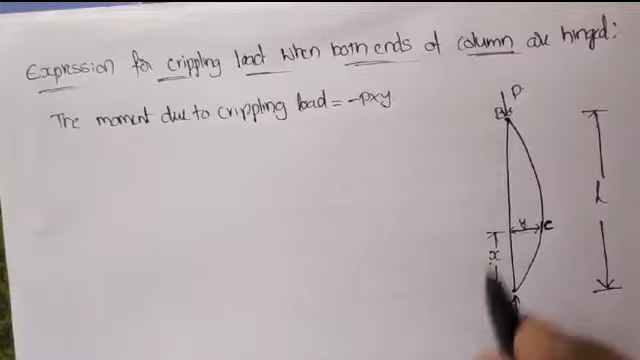 Expression for crippling load when both ends of column are hinged:
The moment due to crippling load = -P×y.
P
B
y
C
x
l